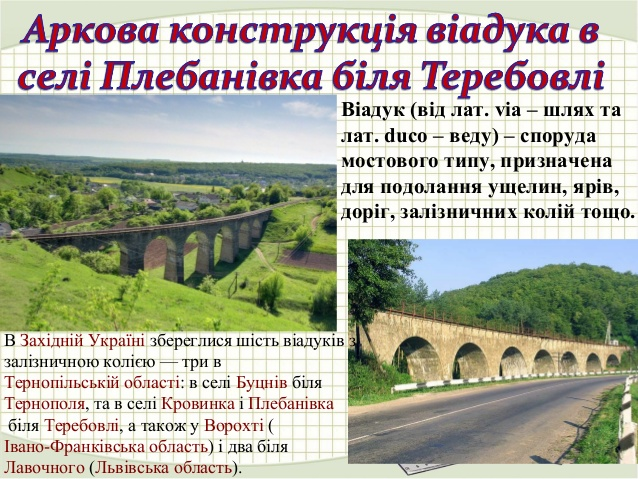 Аркова конструкція віадука в
селі Плебанівка біля Теребовлі
Віадук (від лат. via – шлях та
лат. duco – веду) – споруда
мостового типу, призначена
для подолання ущелин, ярів,
доріг, залізничних колій тощо.
В Західній Україні збереглися шість віадуків з
залізничною колією — три в
Тернопільській області: в селі Буцнів біля
Тернополя, та в селі Кровинка і Плебанівка
біля Теребовлі, а також у Ворохті (
Івано-Франківська область) і два біля
Лавочного (Львівська область).